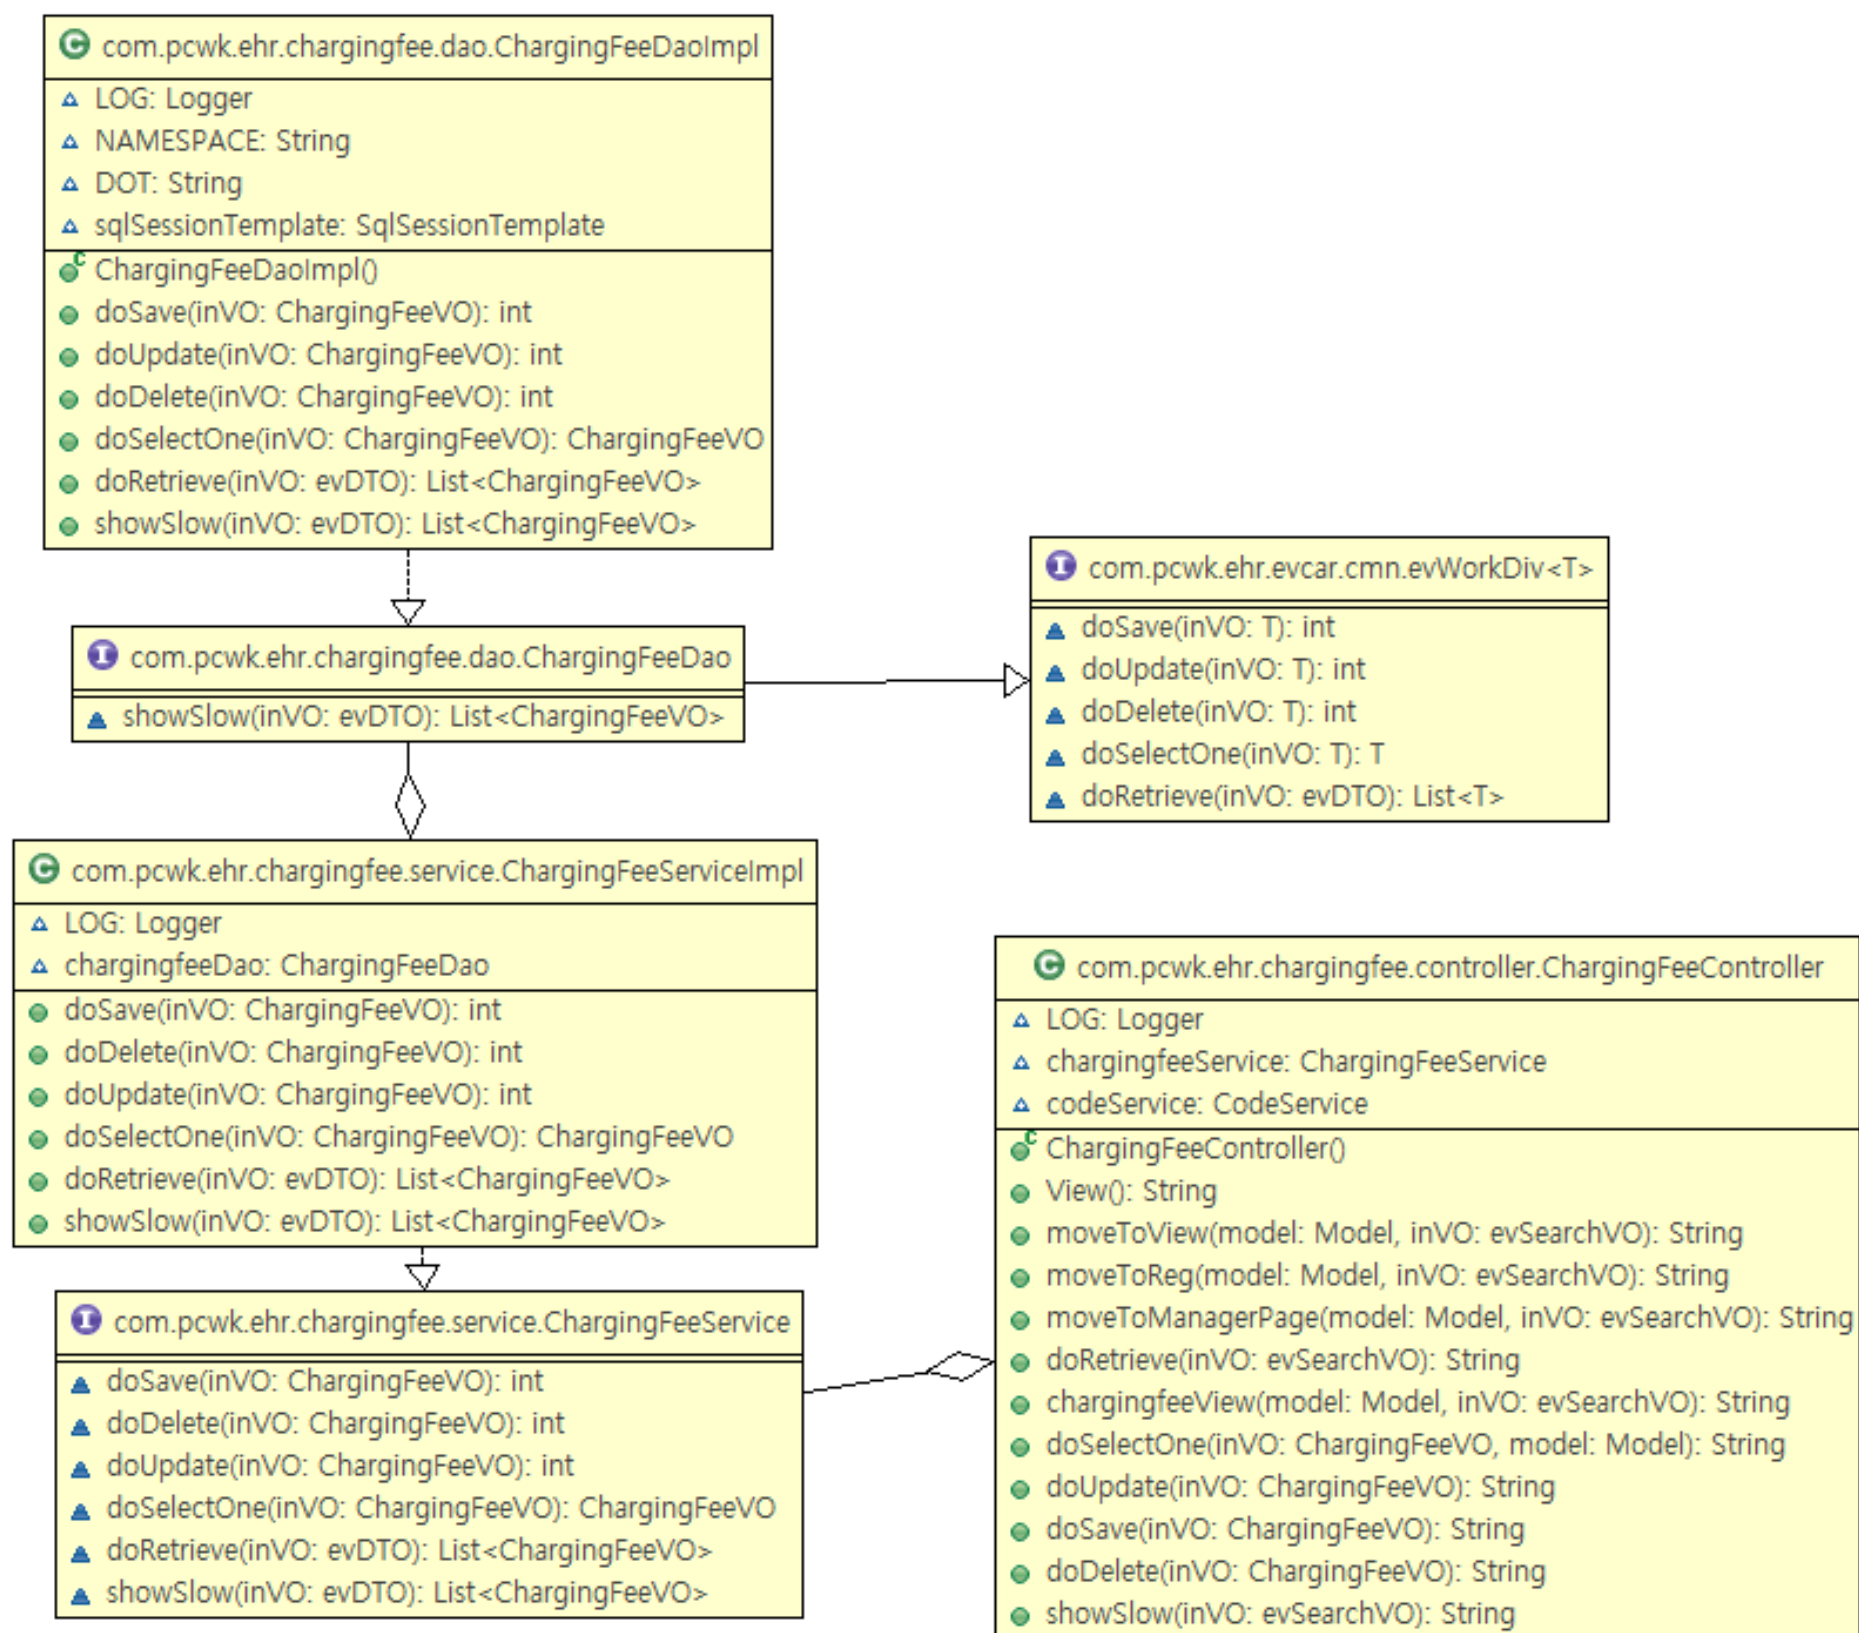 com.pcwk.ehr.chargingfee.dao.ChargingFeeDaoImpl
LOG: Logger
NAMESPACE: String
DOT: String
sqlSessionTemplate: SqlSessionTemplate
ChargingFeeDaoImpl()
doSave(inVO: ChargingFeeVO): int
doUpdate(inVO: ChargingFeeVO): int
doDelete(inVO: ChargingFeeVO): int
doSelectOne(inVO: ChargingFeeVO): ChargingFeeVO
doRetrieve(inVO: evDTO): List<ChargingFeeVO>
showSlow(inVO: evDTO): List<ChargingFeeVO>
com.pcwk.ehr.evcar.cmn.evWorkDiv<T>
doSave(inVO: T): int
doUpdate(inVO: T): int
doDelete(inVO: T): int
doSelectOne(inVO: T): T
doRetrieve(inVO: evDTO): List<T>
com.pcwk.ehr.chargingfee.dao.ChargingFeeDao
showSlow(inVO: evDTO): List<ChargingFeeVO>
com.pcwk.ehr.chargingfee.service.ChargingFeeServiceImpl
LOG: Logger
chargingfeeDao: ChargingFeeDao
doSave(inVO: ChargingFeeVO): int
doDelete(inVO: ChargingFeeVO): int
doUpdate(inVO: ChargingFeeVO): int
doSelectOne(inVO: ChargingFeeVO): ChargingFeeVO
doRetrieve(inVO: evDTO): List<ChargingFeeVO>
showSlow(inVO: evDTO): List<ChargingFeeVO>
com.pcwk.ehr.chargingfee.service.ChargingFeeService
doSave(inVO: ChargingFeeVO): int
doDelete(inVO: ChargingFeeVO): int
doUpdate(inVO: ChargingFeeVO): int
doSelectOne(inVO: ChargingFeeVO): ChargingFeeVO
doRetrieve(inVO: evDTO): List<ChargingFeeVO>
showSlow(inVO: evDTO): List<ChargingFeeVO>
com.pcwk.ehr.chargingfee.controller.ChargingFeeController
LOG: Logger
chargingfeeService: ChargingFeeService
codeService: CodeService
ChargingFeeController()
View(): String
moveToView(model: Model, inVO: evSearchVO): String
moveToReg(model: Model, inVO: evSearchVO): String
moveToManagerPage(model: Model, inVO: evSearchVO): String
doRetrieve(inVO: evSearchVO): String
chargingfeeView(model: Model, inVO: evSearchVO): String
doSelectOne(inVO: ChargingFeeVO, model: Model): String
doUpdate(inVO: ChargingFeeVO): String
doSave(inVO: ChargingFeeVO): String
doDelete(inVO: ChargingFeeVO): String
showSlow(inVO: evSearchVO): String